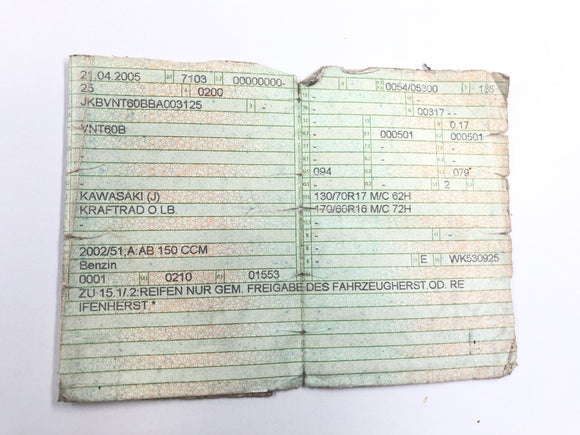 21.04.2005 7103 00000000-
25 0200
JKBVNT60BBA003125 -
VNT60B
-
-
-
-
KAWASAKI (J)
KRAFTRAD O.LB.
-
2002/51,A:AB 150 CCM
Benzin
0001 0210 01553
0054/05300 135
-
00317 - -
- 0.17
- 000501 000501
-
-
094 079
- - 2 -
130/70R17 M/C 62H
170/60R16 M/C 72H
-
-
-
- E WK530925
ZU 15.1/.2:REIFEN NUR GEM. FREIGABE DES FAHRZEUGHERST.OD. RE
IFENHERST.*